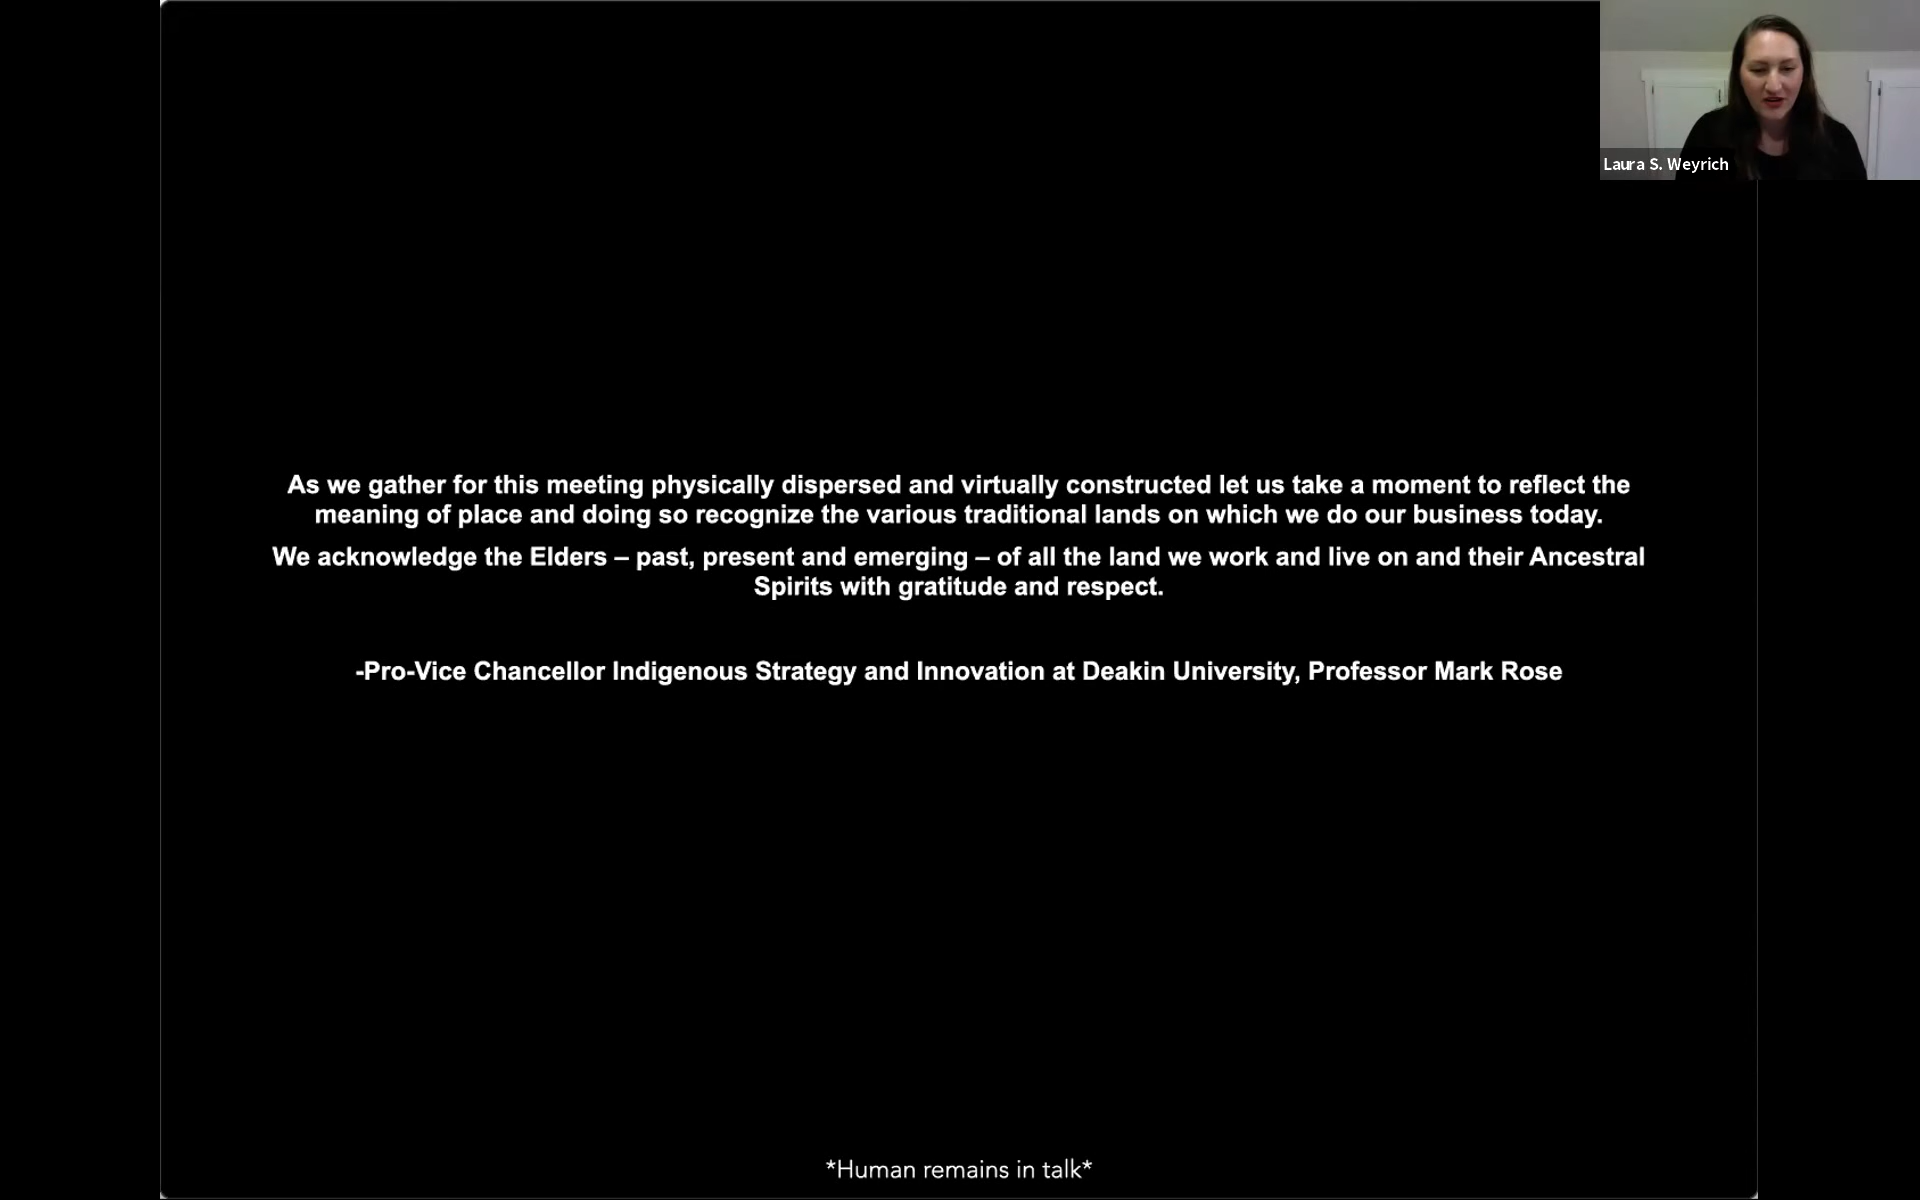 Laura S. Weyrich
As we gather for this meeting physically dispersed and virtually constructed let us take a moment to reflect the
meaning of place and doing so recognize the various traditional lands on which we do our business today.
We acknowledge the Elders – past, present and emerging – of all the land we work and live on and their Ancestral
Spirits with gratitude and respect.
-Pro-Vice Chancellor Indigenous Strategy and Innovation at Deakin University, Professor Mark Rose
*Human remains in talk*